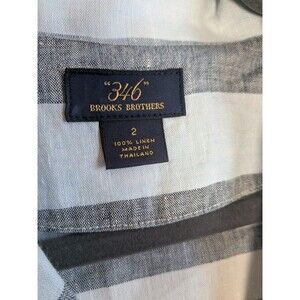 "346"
BROOKS BROTHERS
2
100% LINEN
MADE IN
THAILAND